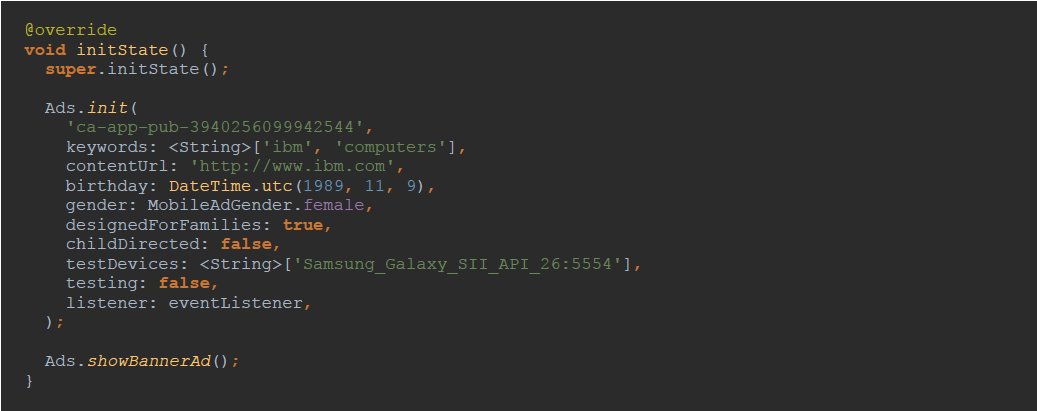 @override
void initState() {
  super.initState();

  Ads.init(
    'ca-app-pub-3940256099942544',
    keywords: <String>['ibm', 'computers'],
    contentUrl: 'http://www.ibm.com',
    birthday: DateTime.utc(1989, 11, 9),
    gender: MobileAdGender.female,
    designedForFamilies: true,
    childDirected: false,
    testDevices: <String>['Samsung_Galaxy_SII_API_26:5554'],
    testing: false,
    listener: eventListener,
  );

  Ads.showBannerAd();
}